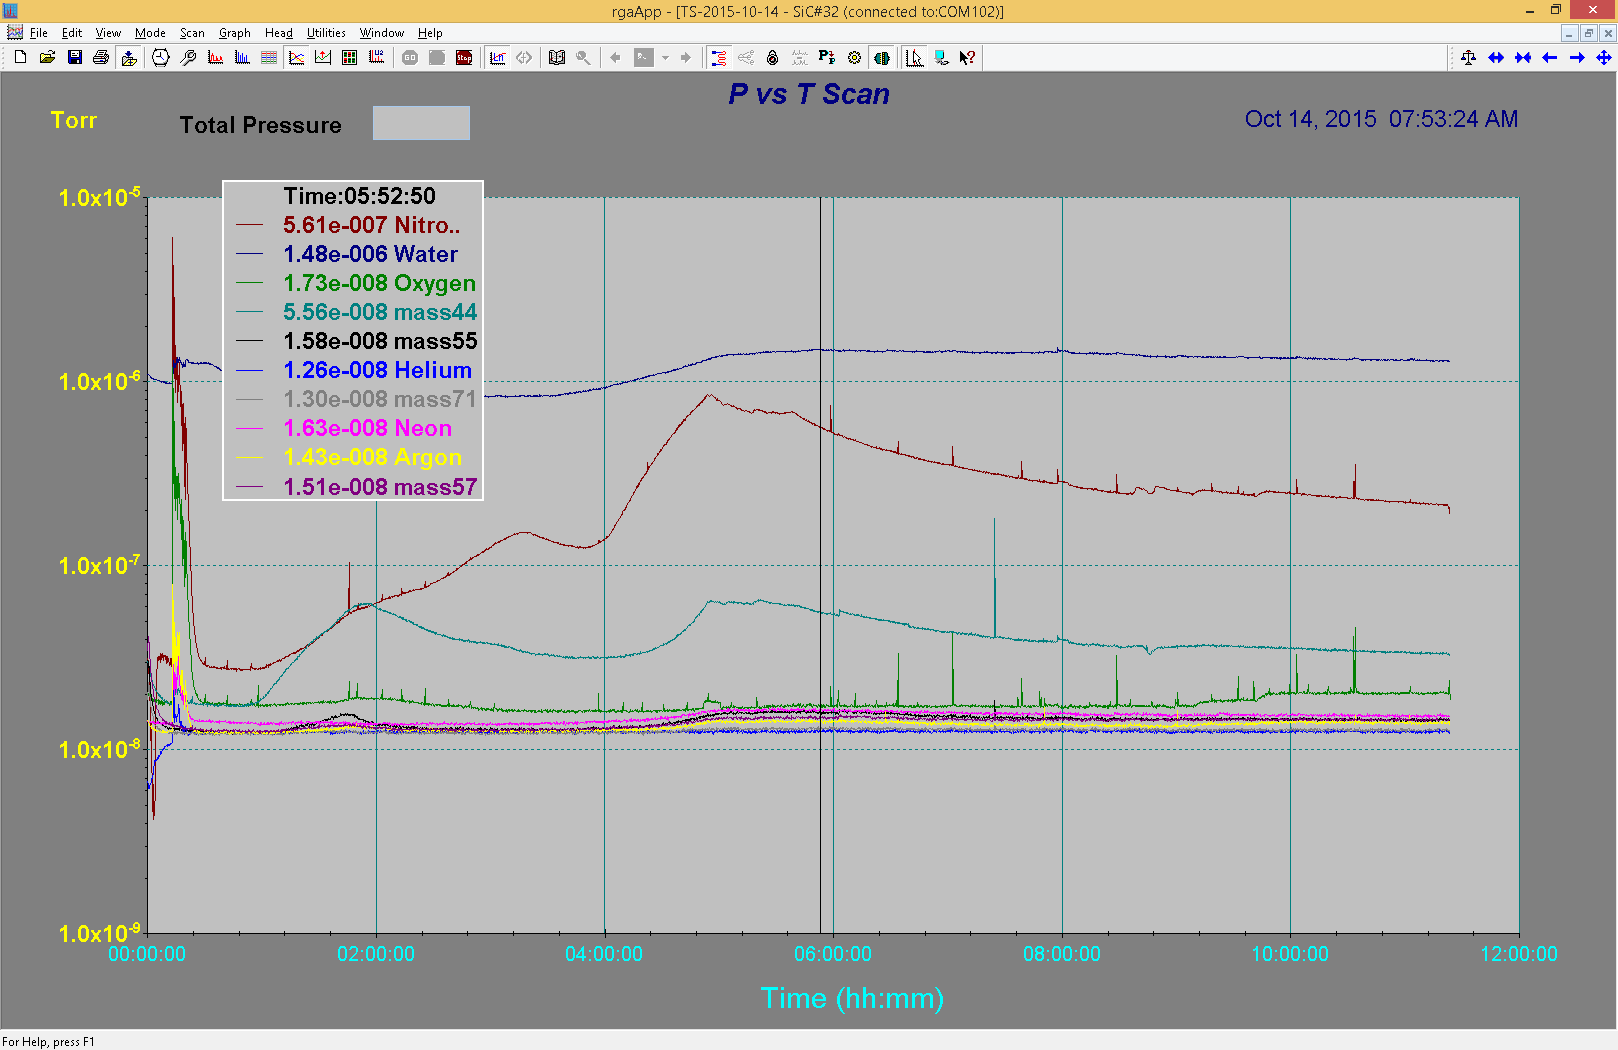 rgaApp - [TS-2015-10-14 - SiC#32 (connected to:COM102)]
File Edit View Mode Scan Graph Head Utilities Window Help
GO Stop
P vs T Scan
Torr
Total Pressure
Oct 14, 2015 07:53:24 AM
Time:05:52:50
5.61e-007 Nitro..
1.48e-006 Water
1.73e-008 Oxygen
5.56e-008 mass44
1.58e-008 mass55
1.26e-008 Helium
1.30e-008 mass71
1.63e-008 Neon
1.43e-008 Argon
1.51e-008 mass57
1.0x10-5
1.0x10-6
1.0x10-7
1.0x10-8
1.0x10-9
00:00:00 02:00:00 04:00:00 06:00:00 08:00:00 10:00:00 12:00:00
Time (hh:mm)
For Help, press F1